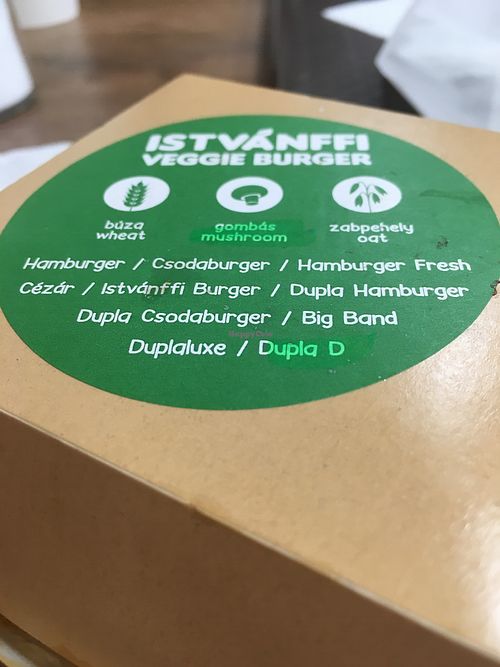 ISTVÁNFFI
VEGGIE BURGER
búza gombás zabpehely
wheat mushroom oat
Hamburger / Csodaburger / Hamburger Fresh
Cézár / Istvánffi Burger / Dupla Hamburger
Dupla Csodaburger / Big Band
Duplaluxe / Dupla D